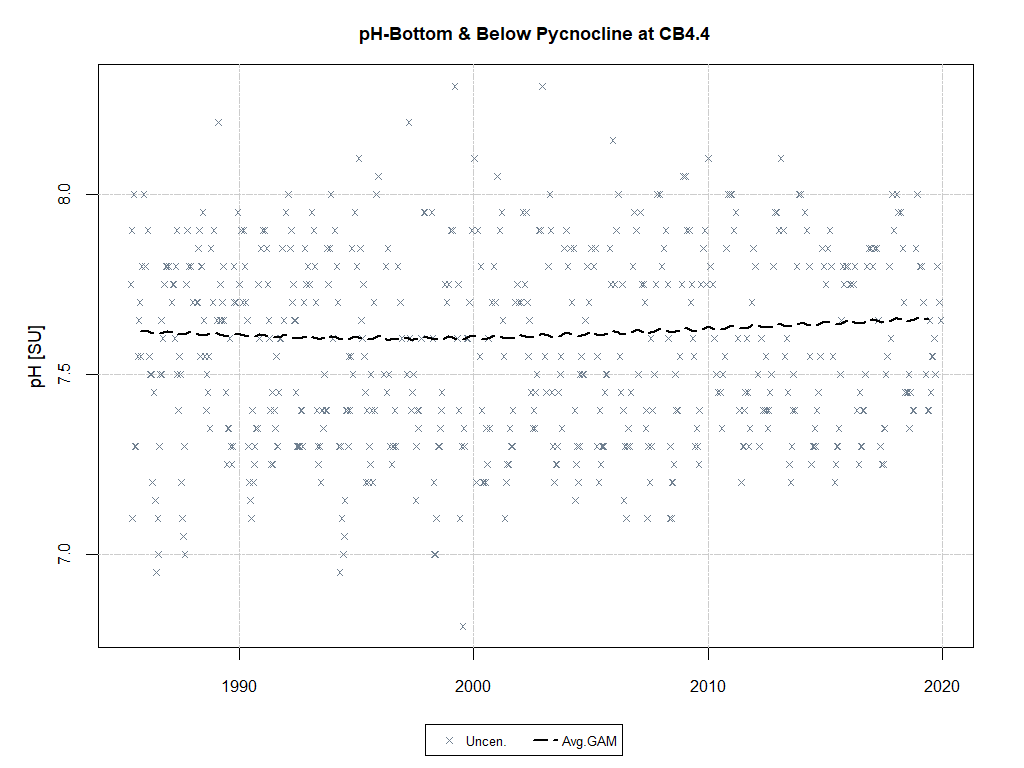 pH-Bottom & Below Pycnocline at CB4.4
pH [SU]
8.0
7.5
7.0
1990 2000 2010 2020
Uncen. Avg.GAM